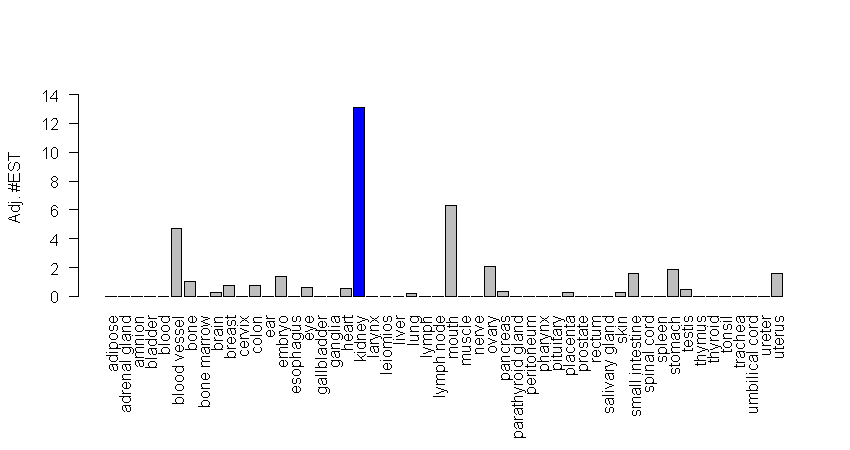 Adj. #EST
14
12
10
8
6
4
2
0
adipose
adrenal gland
amnion
bladder
blood
blood vessel
bone
bone marrow
brain
breast
cervix
colon
ear
embryo
esophagus
eye
gallbladder
ganglia
heart
kidney
larynx
leiomios
liver
lung
lymph
lymph node
mouth
muscle
nerve
ovary
pancreas
parathyroid gland
peritoneum
pharynx
pituitary
placenta
prostate
rectum
salivary gland
skin
small intestine
spinal cord
spleen
stomach
testis
thymus
thyroid
tonsil
trachea
umbilical cord
ureter
uterus